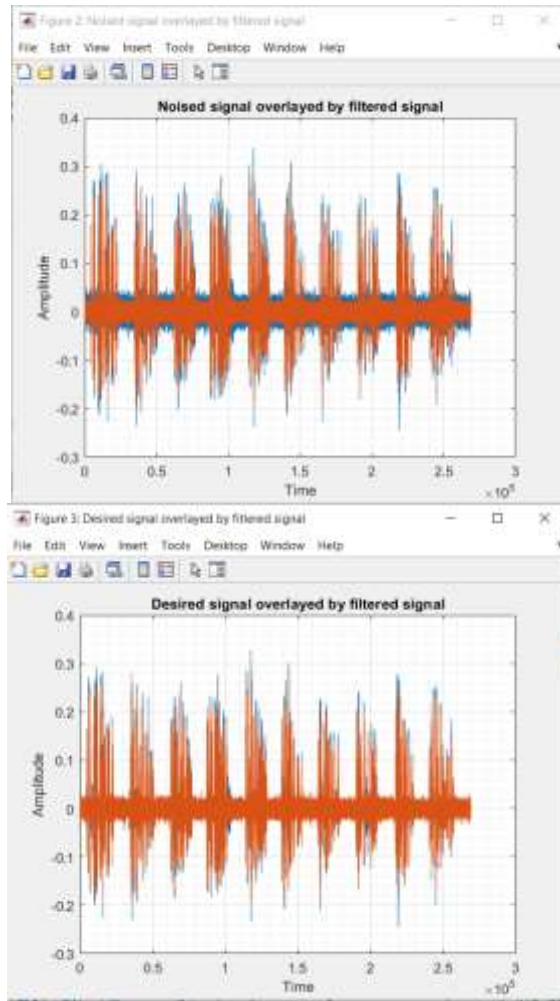 Figure 2: Noised signal overlayed by filtered signal
File Edit View Insert Tools Desktop Window Help
Noised signal overlayed by filtered signal
0.4
0.3
0.2
0.1
0
-0.1
-0.2
-0.3
Amplitude
0 0.5 1 1.5 2 2.5 3
Time
×10⁵
Figure 3: Desired signal overlayed by filtered signal
File Edit View Insert Tools Desktop Window Help
Desired signal overlayed by filtered signal
0.4
0.3
0.2
0.1
0
-0.1
-0.2
-0.3
Amplitude
0 0.5 1 1.5 2 2.5 3
Time
×10⁵